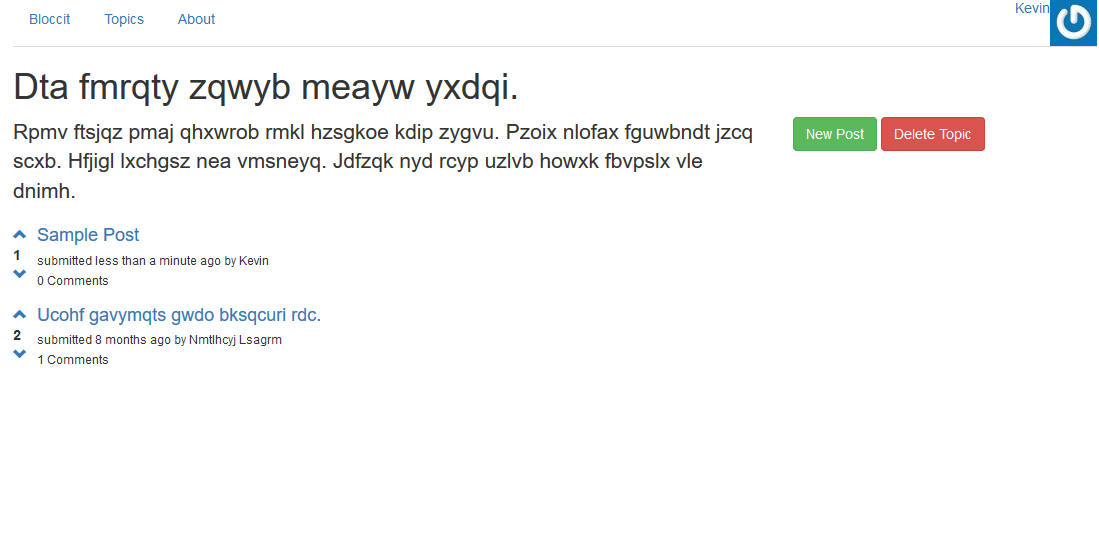 Bloccit Topics About Kevin
Dta fmrqty zqwyb meayw yxdqi.
Rpmv ftsjqz pmaj qhxwrob rmkl hzsgkoe kdip zygvu. Pzoix nlofax fguwbndt jzcq
scxb. Hfjigl lxchgsz nea vmsneyq. Jdfzqk nyd rcyp uzlvb howxk fbvpslx vle
dnimh.
New Post Delete Topic
Sample Post
1
submitted less than a minute ago by Kevin
0 Comments
Ucohf gavymqts gwdo bksqcuri rdc.
2
submitted 8 months ago by Nmtlhcyj Lsagrm
1 Comments